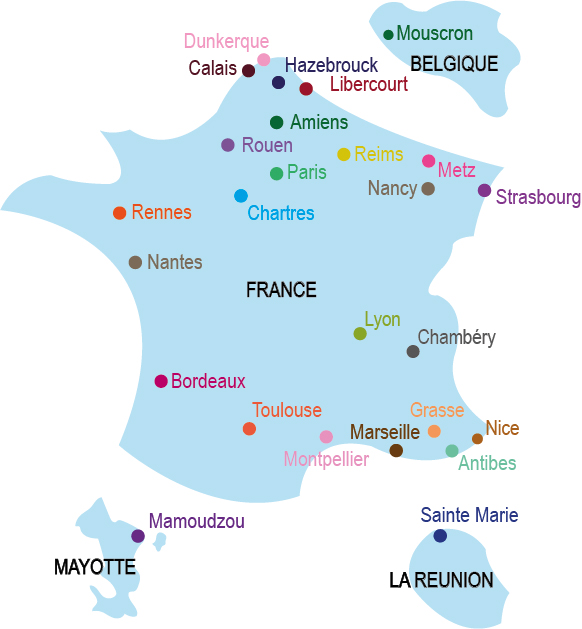 Mouscron
BELGIQUE
Dunkerque
Calais
Hazebrouck
Libercourt
Amiens
Rouen
Reims
Metz
Paris
Nancy
Strasbourg
Rennes
Chartres
Nantes
FRANCE
Lyon
Chambéry
Bordeaux
Toulouse
Grasse
Marseille
Nice
Montpellier
Antibes
Mamoudzou
Sainte Marie
MAYOTTE
LA REUNION